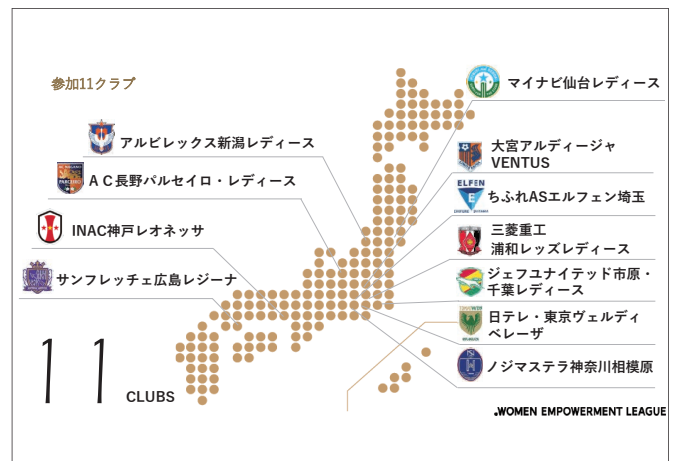 参加11クラブ
アルビレックス新潟レディース
ＡＣ長野パルセイロ・レディース
INAC神戸レオネッサ
サンフレッチェ広島レジーナ
マイナビ仙台レディース
大宮アルディージャ
VENTUS
ELFEN
ちふれASエルフェン埼玉
三菱重工
浦和レッズレディース
ジェフユナイテッド市原・
千葉レディース
日テレ・東京ヴェルディ
ベレーザ
ノジマステラ神奈川相模原
11 CLUBS
.WOMEN EMPOWERMENT LEAGUE